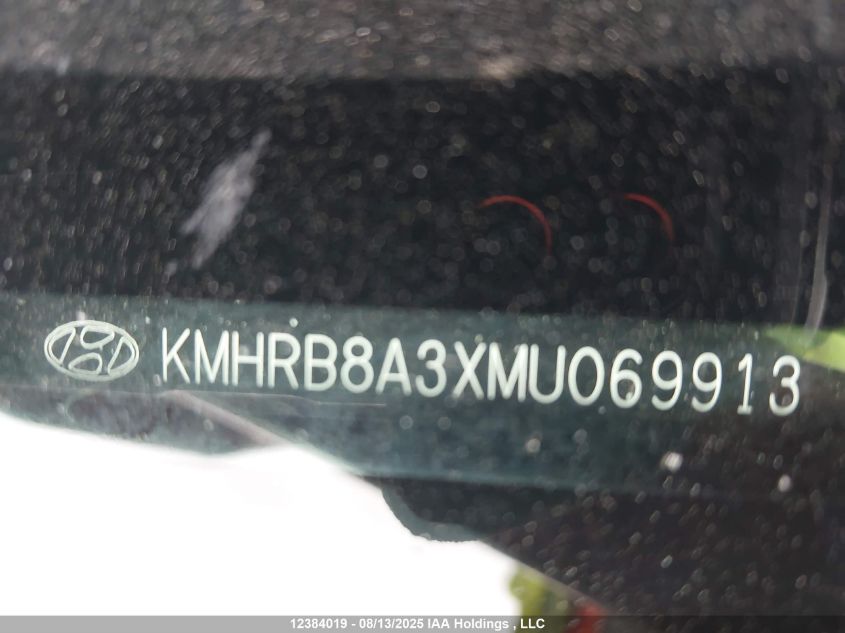 KMHRB8A3XMU069913
12384019 - 08/13/2025 IAA Holdings , LLC